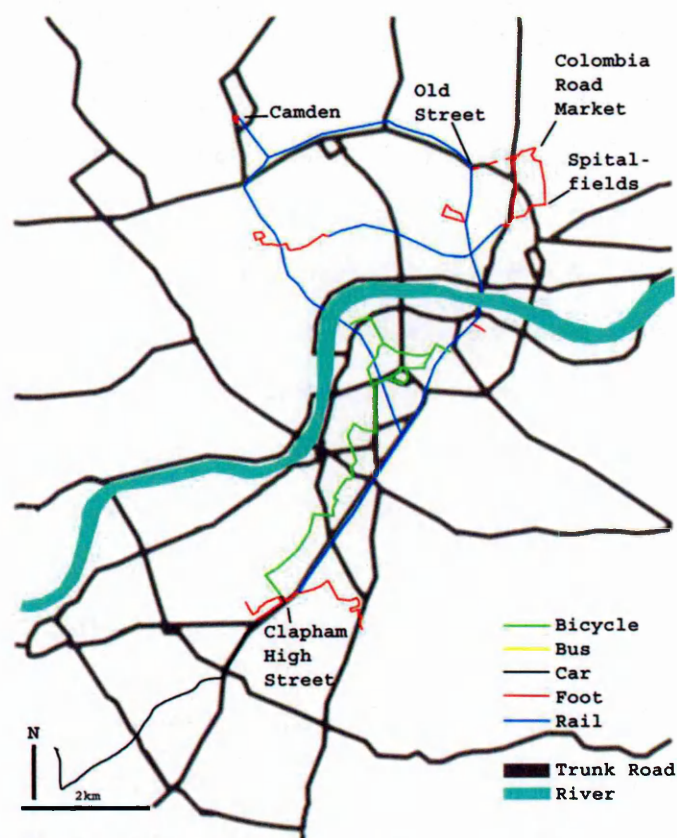 Colombia
Road
Market
Old
Street
Camden
Spital-
fields
Clapham
High
Street
Bicycle
Bus
Car
Foot
Rail
Trunk Road
River
N
2km